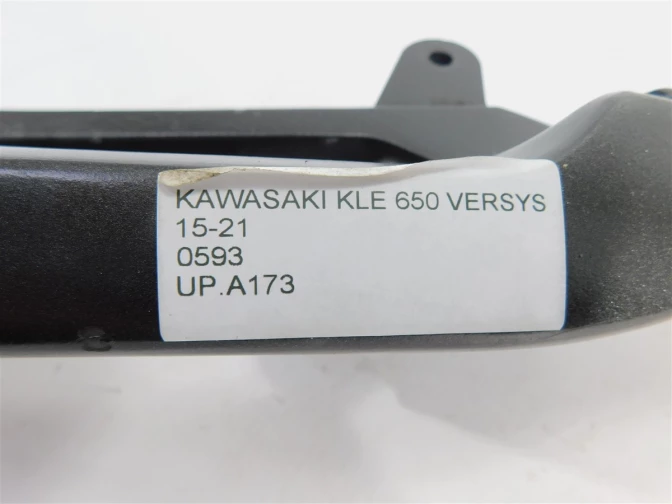 KAWASAKI KLE 650 VERSYS
15-21
0593
UP.A173